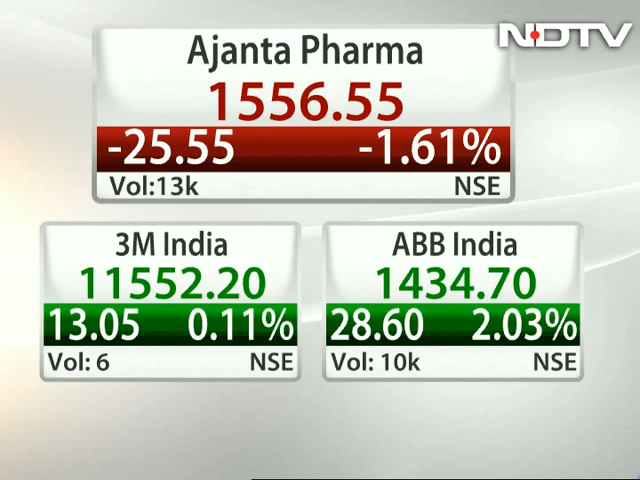 NDTV
Ajanta Pharma
1556.55
-25.55 -1.61%
Vol:13k NSE
3M India
11552.20
13.05 0.11%
Vol: 6 NSE
ABB India
1434.70
28.60 2.03%
Vol: 10k NSE